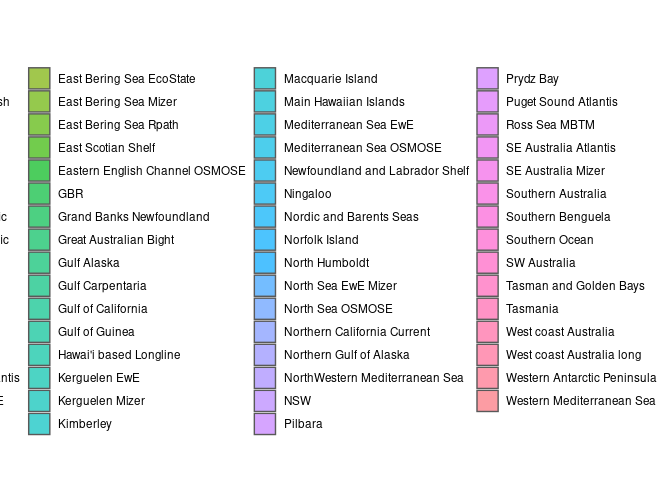 East Bering Sea EcoState
East Bering Sea Mizer
East Bering Sea Rpath
East Scotian Shelf
Eastern English Channel OSMOSE
GBR
Grand Banks Newfoundland
Great Australian Bight
Gulf Alaska
Gulf Carpentaria
Gulf of California
Gulf of Guinea
Hawai'i based Longline
Kerguelen EwE
Kerguelen Mizer
Kimberley
Macquarie Island
Main Hawaiian Islands
Mediterranean Sea EwE
Mediterranean Sea OSMOSE
Newfoundland and Labrador Shelf
Ningaloo
Nordic and Barents Seas
Norfolk Island
North Humboldt
North Sea EwE Mizer
North Sea OSMOSE
Northern California Current
Northern Gulf of Alaska
NorthWestern Mediterranean Sea
NSW
Pilbara
Prydz Bay
Puget Sound Atlantis
Ross Sea MBTM
SE Australia Atlantis
SE Australia Mizer
Southern Australia
Southern Benguela
Southern Ocean
SW Australia
Tasman and Golden Bays
Tasmania
West coast Australia
West coast Australia long
Western Antarctic Peninsula
Western Mediterranean Sea